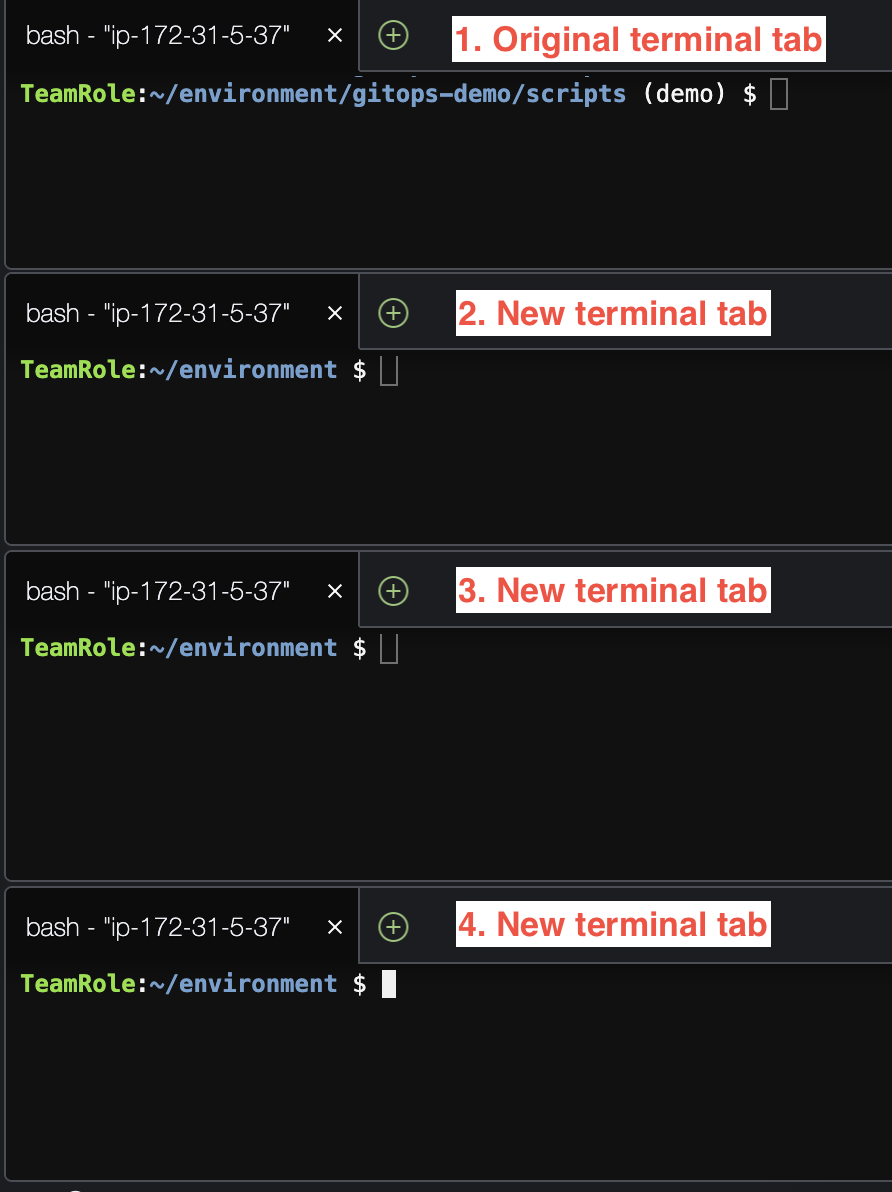 bash - "ip-172-31-5-37" × 1. Original terminal tab
TeamRole:~/environment/gitops-demo/scripts (demo) $
bash - "ip-172-31-5-37" × 2. New terminal tab
TeamRole:~/environment $
bash - "ip-172-31-5-37" × 3. New terminal tab
TeamRole:~/environment $
bash - "ip-172-31-5-37" × 4. New terminal tab
TeamRole:~/environment $